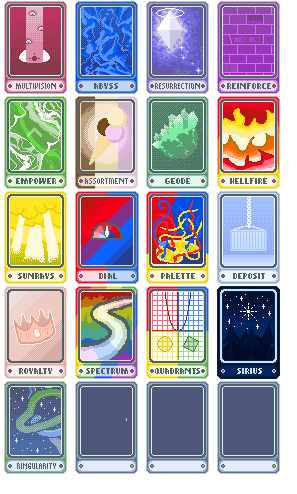 MULTIVISION
ABYSS
RESURRECTION
REINFORCE
EMPOWER
ASSORTMENT
GEODE
HELLFIRE
SUNRAYS
DIAL
PALETTE
DEPOSIT
ROYALTY
SPECTRUM
QUADRANTS
SIRIUS
RINGULARITY